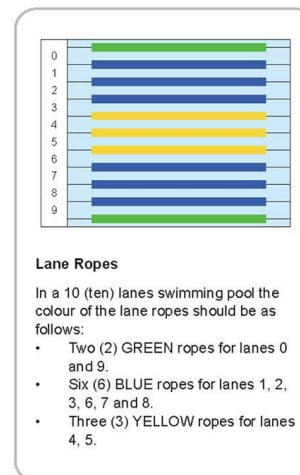 0
1
2
3
4
5
6
7
8
9
Lane Ropes
In a 10 (ten) lanes swimming pool the
colour of the lane ropes should be as
follows:
• Two (2) GREEN ropes for lanes 0
and 9.
• Six (6) BLUE ropes for lanes 1, 2,
3, 6, 7 and 8.
• Three (3) YELLOW ropes for lanes
4, 5.